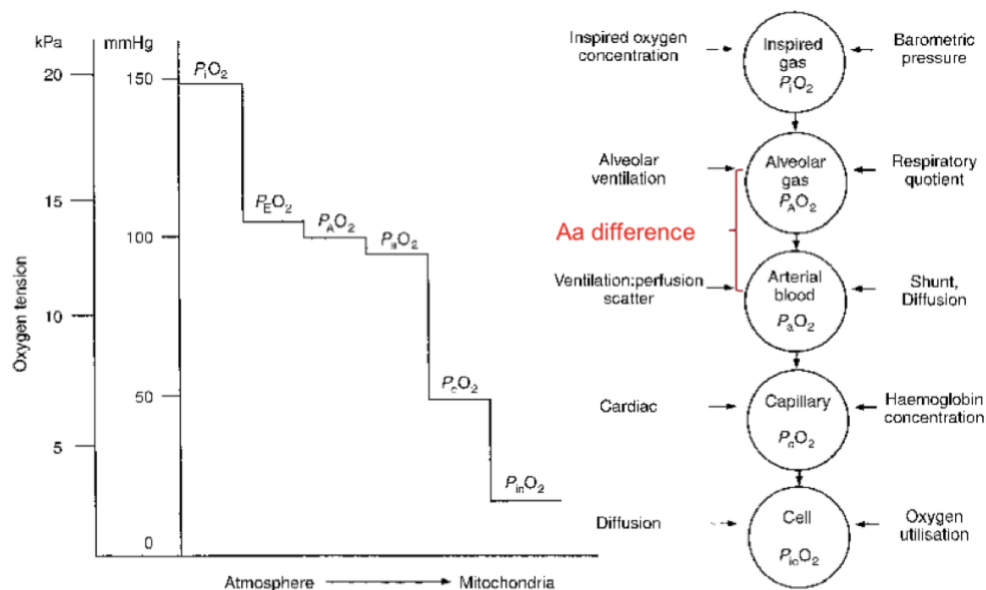 kPa
mmHg
20
15
10
5
150
100
50
0
Oxygen tension
PiO2
PEO2
PAO2
PaO2
PcO2
Atmosphere
Mitochondria
Inspired oxygen
concentration
Inspired
gas
PiO2
Barometric
pressure
Alveolar
ventilation
Alveolar
gas
PAO2
Respiratory
quotient
Aa difference
Ventilation:perfusion
scatter
Arterial
blood
PaO2
Shunt,
Diffusion
Cardiac
Capillary
PcO2
Haemoglobin
concentration
Diffusion
Cell
Oxygen
utilisation